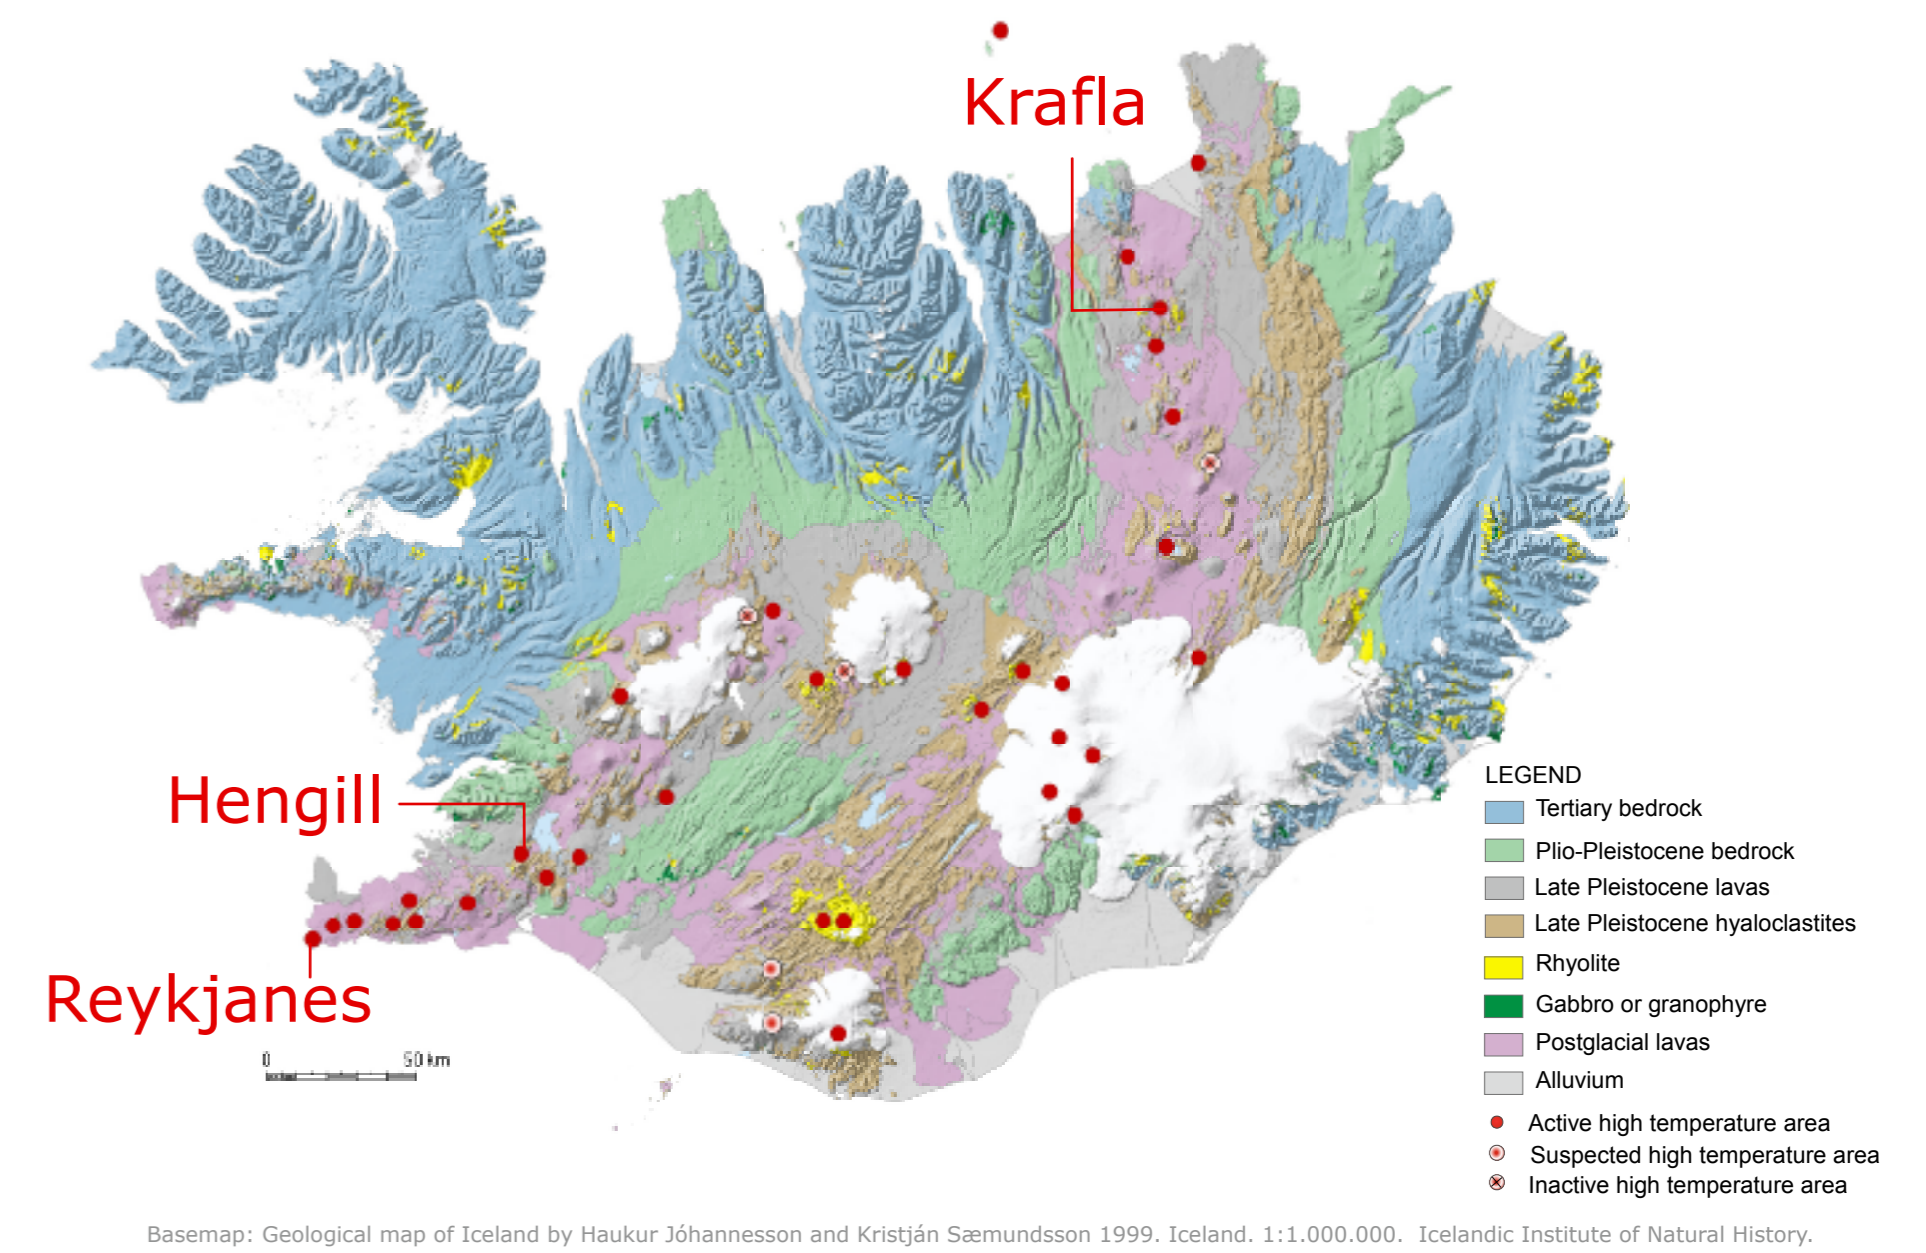 Krafla
Hengill
Reykjanes
0 50 km
LEGEND
Tertiary bedrock
Plio-Pleistocene bedrock
Late Pleistocene lavas
Late Pleistocene hyaloclastites
Rhyolite
Gabbro or granophyre
Postglacial lavas
Alluvium
Active high temperature area
Suspected high temperature area
Inactive high temperature area
Basemap: Geological map of Iceland by Haukur Jóhannesson and Kristján Sæmundsson 1999. Iceland. 1:1.000.000. Icelandic Institute of Natural History.